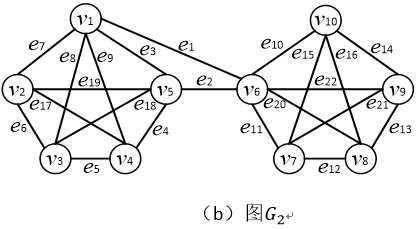 v1 v10
e7 e8 e9 e3 e1 e10 e15 e16 e14
v2 e19 v5 e2 v6 e22 v9
e17 e18 e20 e21
e6 e4 e11 e13
v3 e5 v4 v7 e12 v8
（b）图G2↵